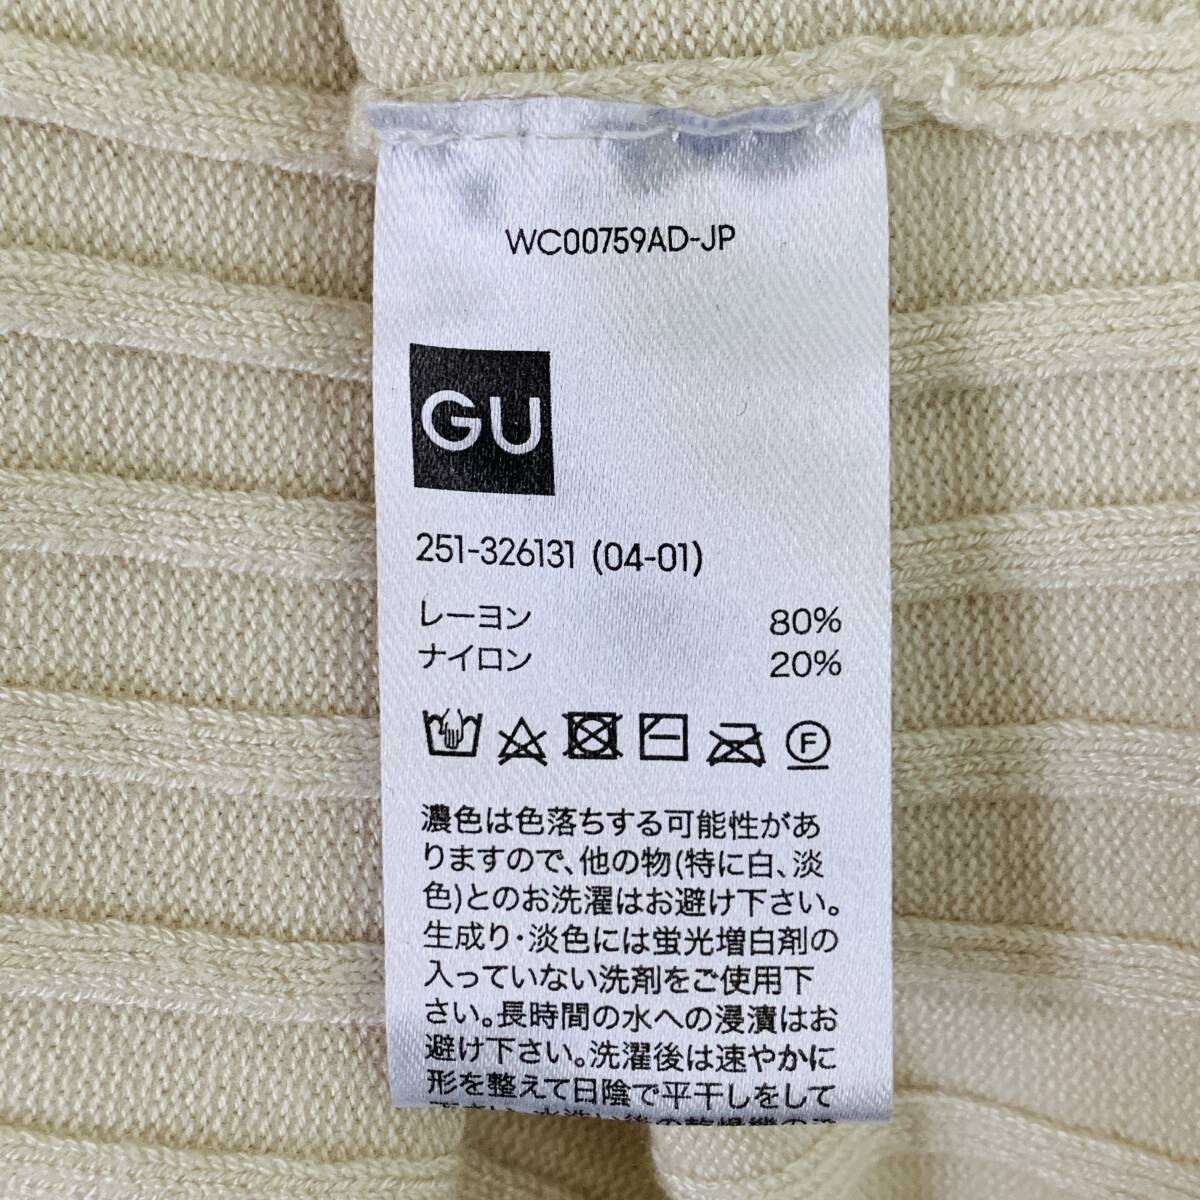 WC00759AD-JP
GU
251-326131 (04-01)
レーヨン 80%
ナイロン 20%
F
濃色は色落ちする可能性があ
りますので、他の物(特に白、淡
色)とのお洗濯はお避け下さい。
生成り・淡色には蛍光増白剤の
入っていない洗剤をご使用下
さい。長時間の水への浸漬はお
避け下さい。洗濯後は速やかに
形を整えて日陰で平干しをして